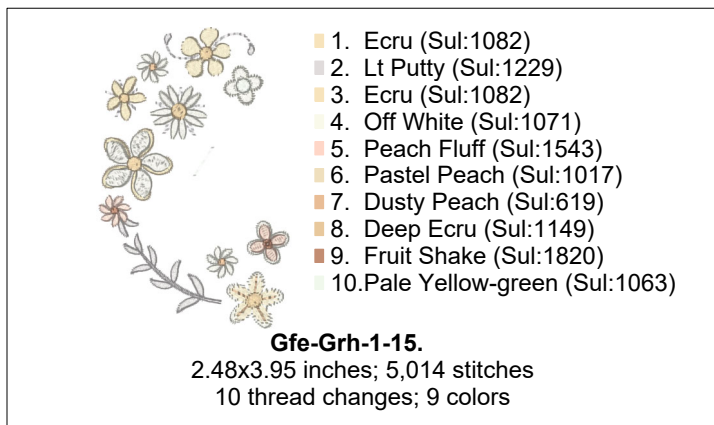 1. Ecru (Sul:1082)
2. Lt Putty (Sul:1229)
3. Ecru (Sul:1082)
4. Off White (Sul:1071)
5. Peach Fluff (Sul:1543)
6. Pastel Peach (Sul:1017)
7. Dusty Peach (Sul:619)
8. Deep Ecru (Sul:1149)
9. Fruit Shake (Sul:1820)
10.Pale Yellow-green (Sul:1063)
Gfe-Grh-1-15.
2.48x3.95 inches; 5,014 stitches
10 thread changes; 9 colors